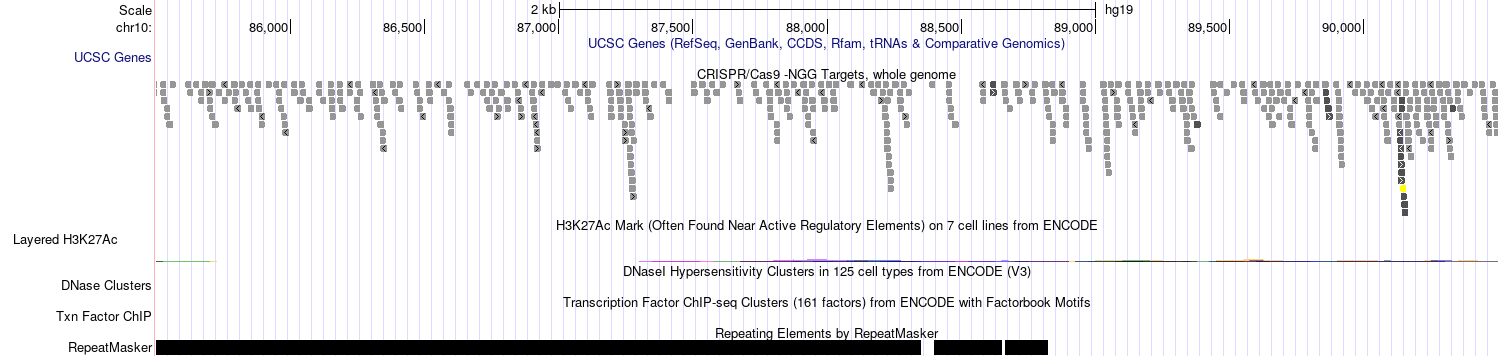 Scale 2 kb hg19
chr10: 86,000 86,500 87,000 87,500 88,000 88,500 89,000 89,500 90,000
UCSC Genes (RefSeq, GenBank, CCDS, Rfam, tRNAs & Comparative Genomics)
UCSC Genes
CRISPR/Cas9 -NGG Targets, whole genome
H3K27Ac Mark (Often Found Near Active Regulatory Elements) on 7 cell lines from ENCODE
Layered H3K27Ac
DNaseI Hypersensitivity Clusters in 125 cell types from ENCODE (V3)
DNase Clusters
Transcription Factor ChIP-seq Clusters (161 factors) from ENCODE with Factorbook Motifs
Txn Factor ChIP
Repeating Elements by RepeatMasker
RepeatMasker